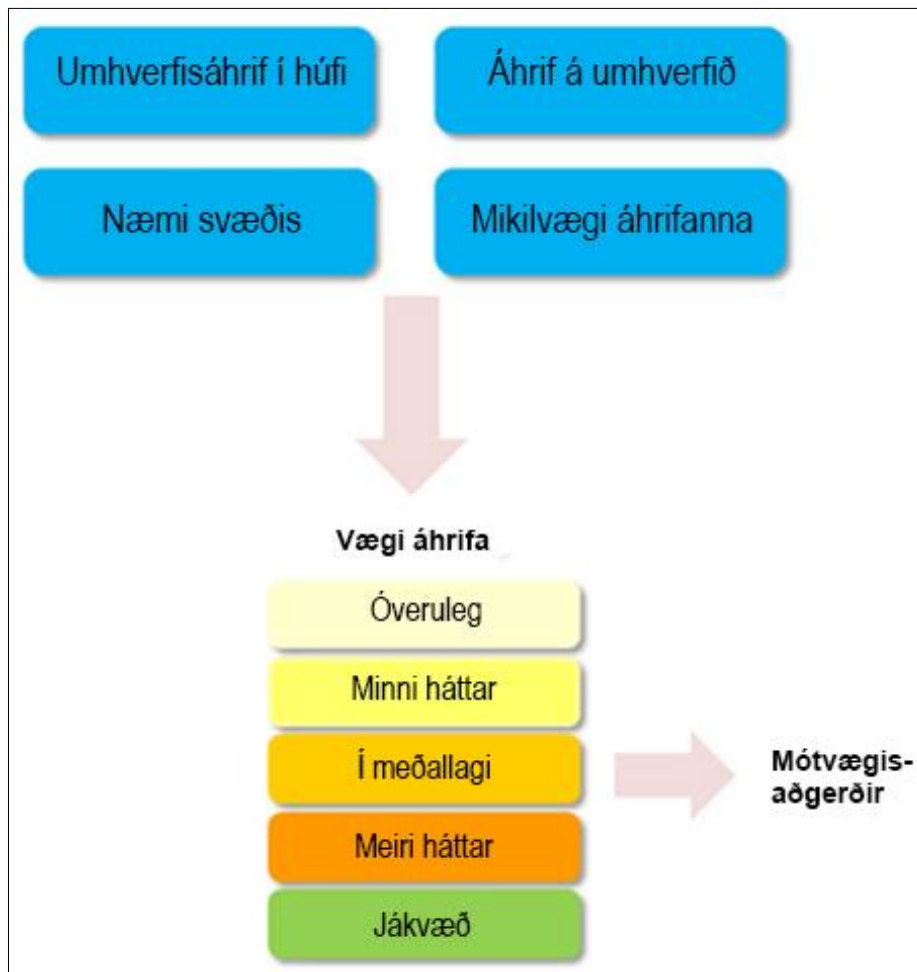 Umhverfisáhrif í húfi
Áhrif á umhverfið
Næmi svæðis
Mikilvægi áhrifanna
Vægi áhrifa
Óveruleg
Minni háttar
Í meðallagi
Meiri háttar
Jákvæð
Mótvægis-
aðgerðir